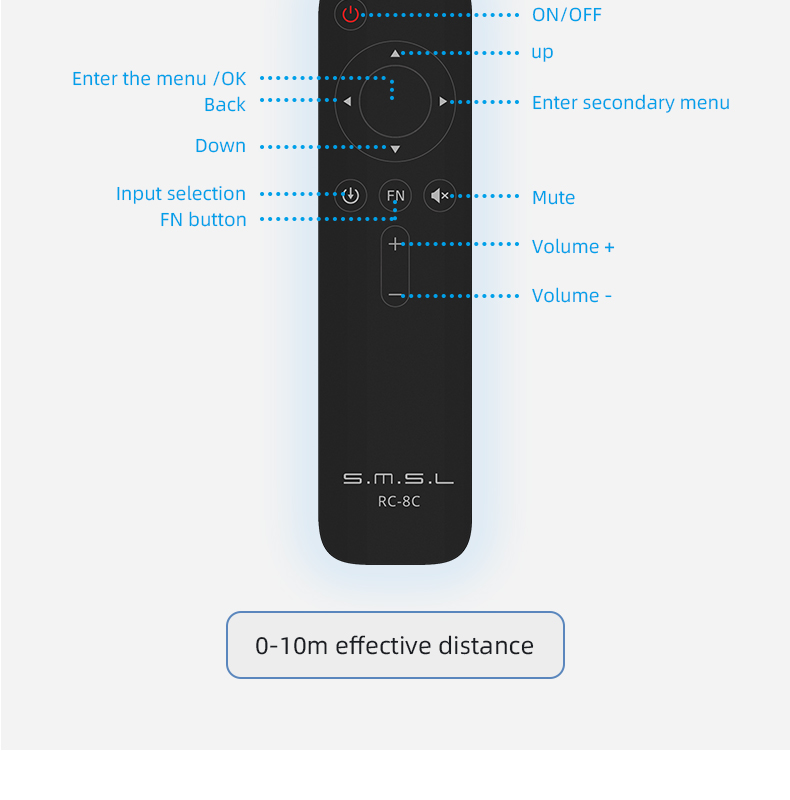 ON/OFF
up
Enter the menu /OK
Back
Enter secondary menu
Down
Input selection
FN
Mute
FN button
Volume +
Volume -
S.M.S.L
RC-8C
0-10m effective distance